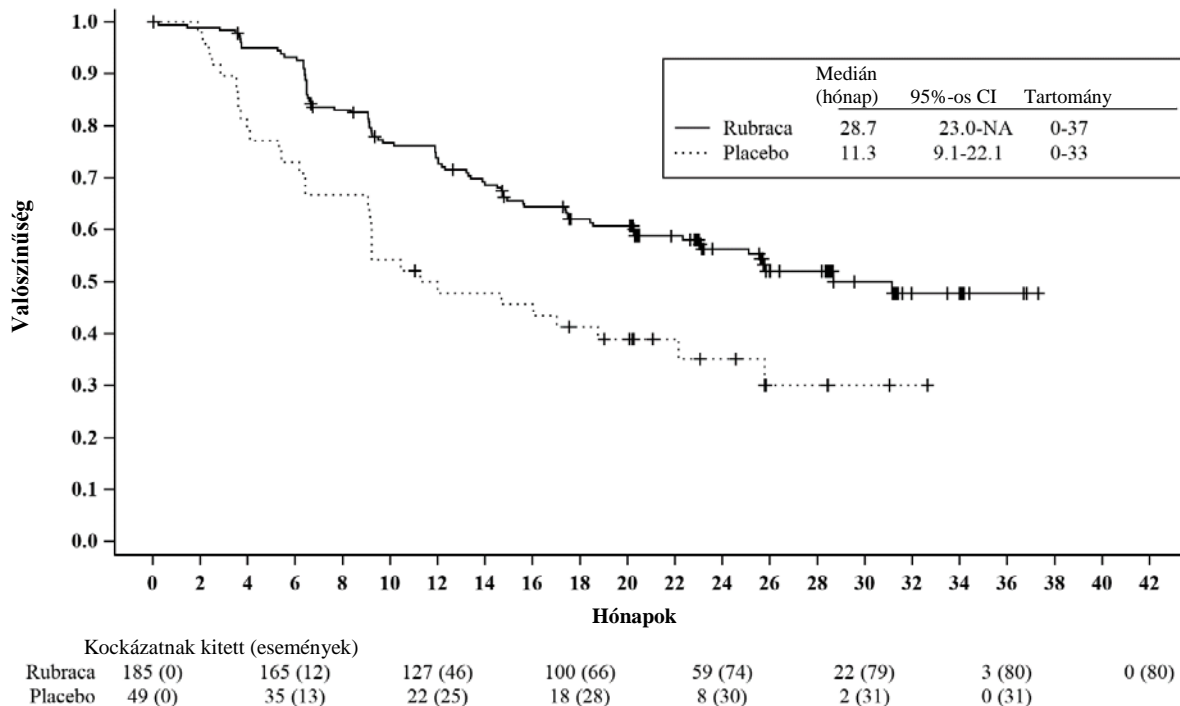 1.0
0.9
0.8
0.7
0.6
0.5
0.4
0.3
0.2
0.1
0.0
Valószínűség
Medián
(hónap) 95%-os CI Tartomány
Rubraca 28.7 23.0-NA 0-37
Placebo 11.3 9.1-22.1 0-33
0 2 4 6 8 10 12 14 16 18 20 22 24 26 28 30 32 34 36 38 40 42
Hónapok
Kockázatnak kitett (események)
Rubraca 185 (0) 165 (12) 127 (46) 100 (66) 59 (74) 22 (79) 3 (80) 0 (80)
Placebo 49 (0) 35 (13) 22 (25) 18 (28) 8 (30) 2 (31) 0 (31)